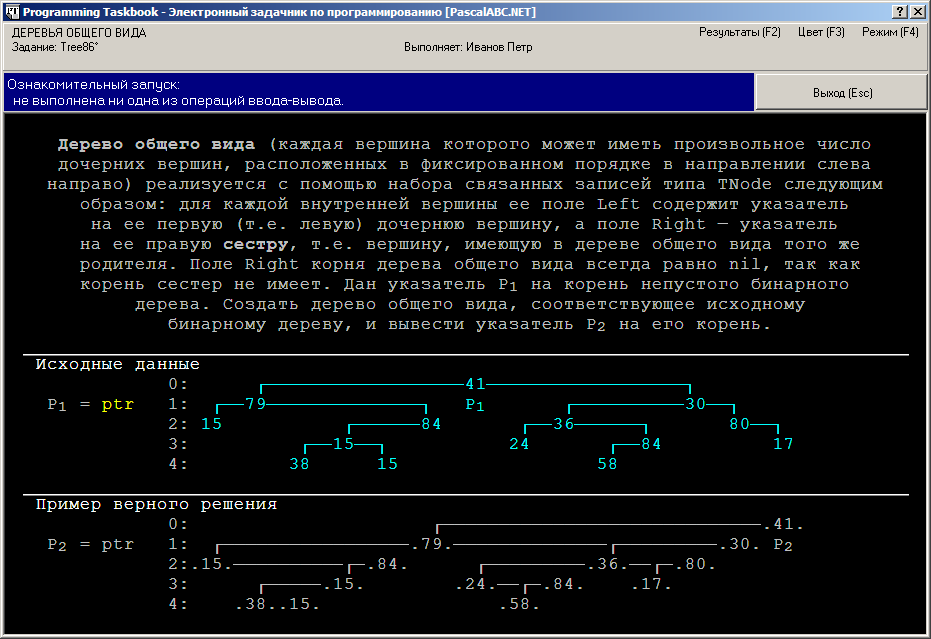 Programming Taskbook - Электронный задачник по программированию [PascalABC.NET]
ДЕРЕВЬЯ ОБЩЕГО ВИДА
Результаты (F2) Цвет (F3) Режим (F4)
Задание: Tree86°
Выполняет: Иванов Петр
Ознакомительный запуск:
не выполнена ни одна из операций ввода-вывода.
Выход (Esc)
Дерево общего вида (каждая вершина которого может иметь произвольное число
дочерних вершин, расположенных в фиксированном порядке в направлении слева
направо) реализуется с помощью набора связанных записей типа TNode следующим
образом: для каждой внутренней вершины ее поле Left содержит указатель
на ее первую (т.е. левую) дочернюю вершину, а поле Right — указатель
на ее правую сестру, т.е. вершину, имеющую в дереве общего вида того же
родителя. Поле Right корня дерева общего вида всегда равно nil, так как
корень сестер не имеет. Дан указатель P1 на корень непустого бинарного
дерева. Создать дерево общего вида, соответствующее исходному
бинарному дереву, и вывести указатель P2 на его корень.
Исходные данные
0: 41
P1 = ptr 1: 79 P1 30
2: 15 84 36 80
3: 15 24 84 17
4: 38 15 58
Пример верного решения
0: .41.
P2 = ptr 1: .79. .30. P2
2:.15. .84. .36. .80.
3: .15. .24. .84. .17.
4: .38..15. .58.